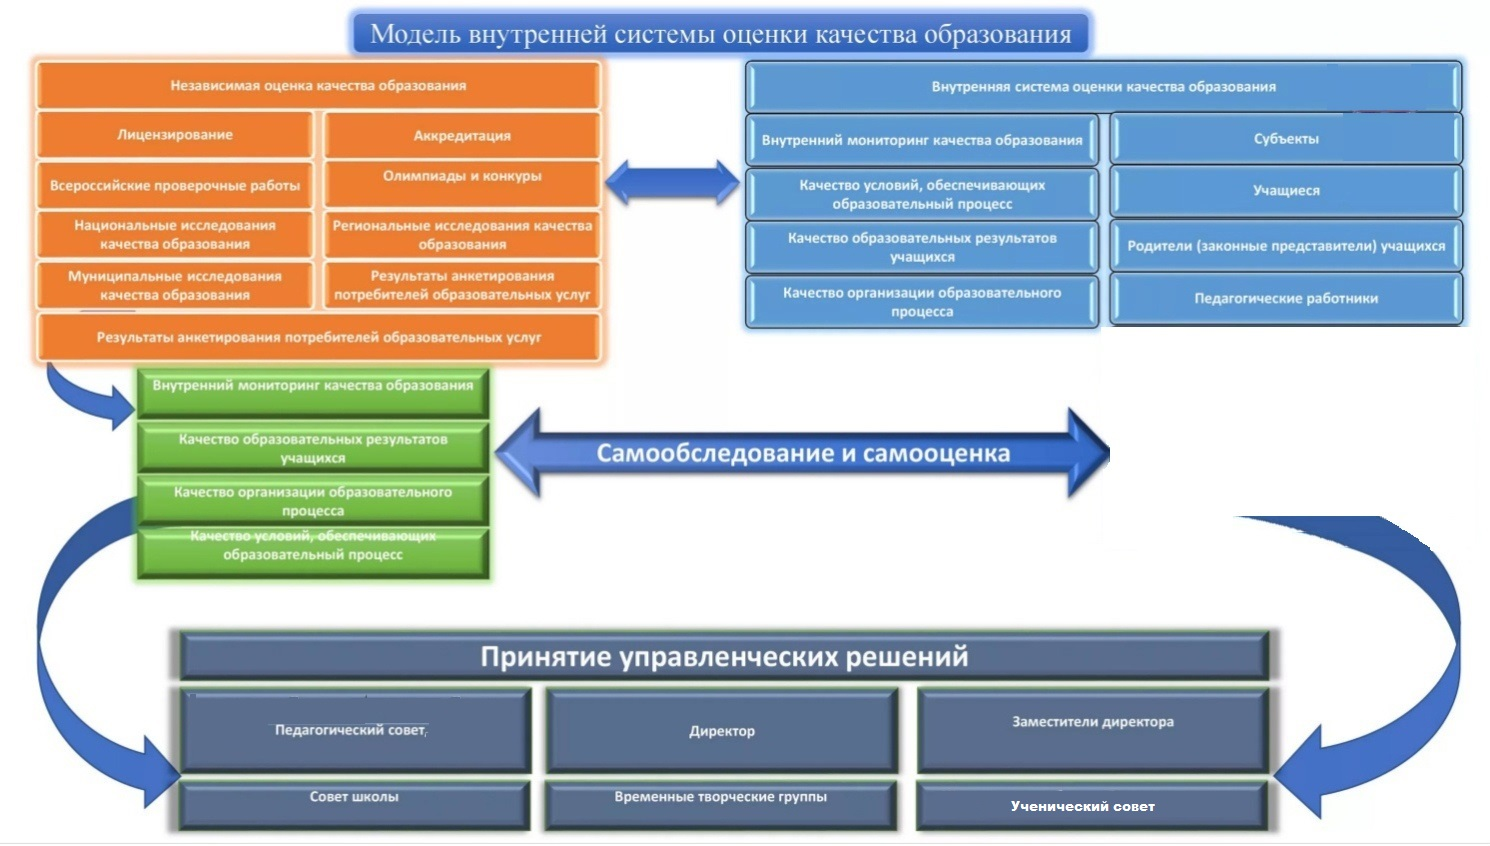 Модель внутренней системы оценки качества образования
Независимая оценка качества образования
Лицензирование
Аккредитация
Всероссийские проверочные работы
Олимпиады и конкуры
Национальные исследования
качества образования
Региональные исследования качества
образования
Муниципальные исследования
качества образования
Результаты анкетирования
потребителей образовательных услуг
Результаты анкетирования потребителей образовательных услуг
Внутренняя система оценки качества образования
Внутренний мониторинг качества образования
Субъекты
Качество условий, обеспечивающих
образовательный процесс
Учащиеся
Качество образовательных результатов
учащихся
Родители (законные представители) учащихся
Качество организации образовательного
процесса
Педагогические работники
Внутренний мониторинг качества образования
Качество образовательных результатов
учащихся
Качество организации образовательного
процесса
Качество условий, обеспечивающих
образовательный процесс
Самообследование и самооценка
Принятие управленческих решений
Педагогический совет,
Директор
Заместители директора
Совет школы
Временные творческие группы
Ученический совет